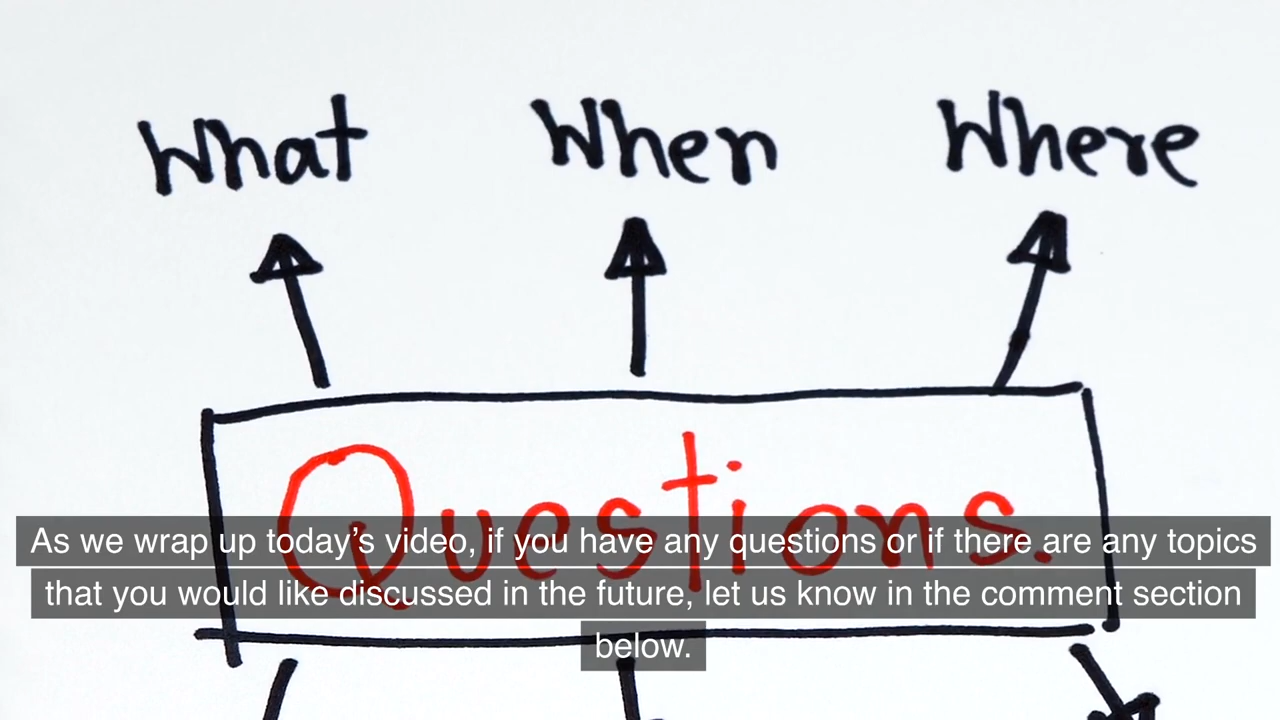 What When Where
Questions.
As we wrap up today’s video, if you have any questions or if there are any topics
that you would like discussed in the future, let us know in the comment section
below.